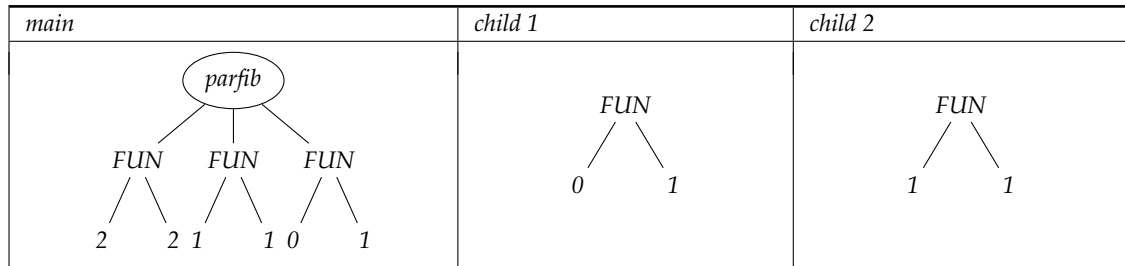 main child 1 child 2
parfib
FUN FUN
FUN FUN FUN
0 1 1 1
2 2 1 1 0 1